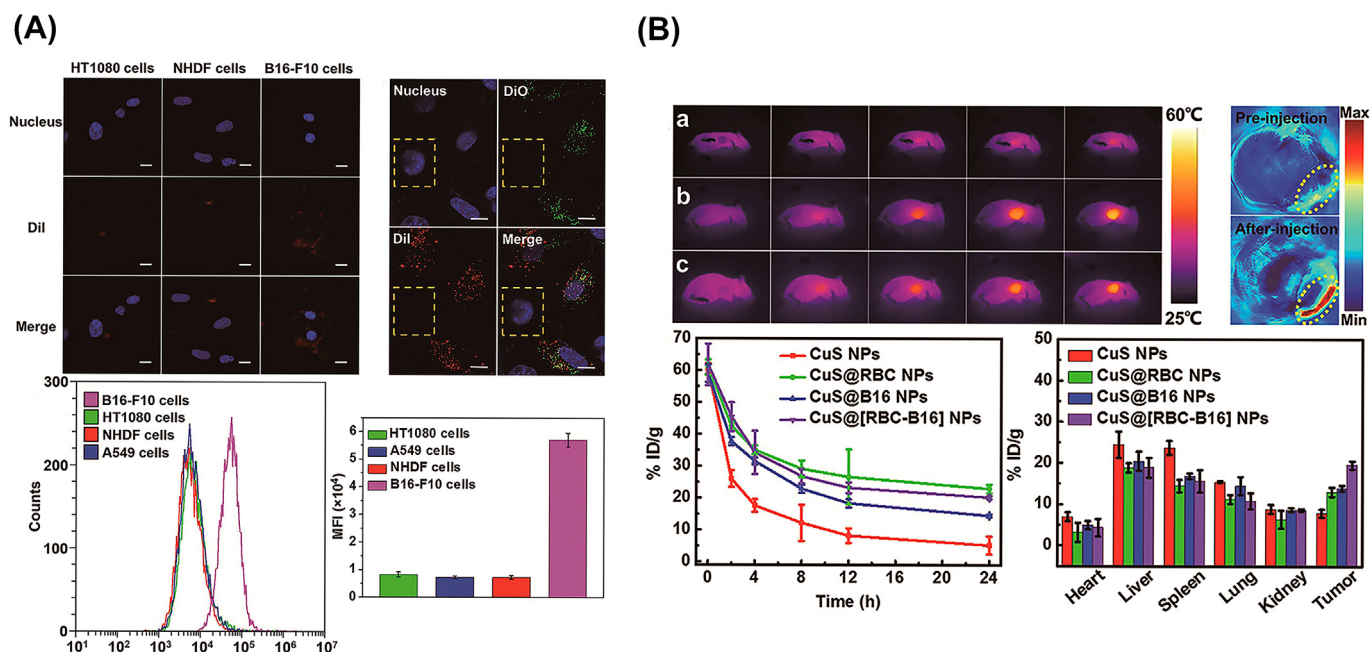 (A)
HT1080 cells NHDF cells B16-F10 cells
Nucleus
DiI
Merge
Nucleus DiO
DiI Merge
300
200
100
0
Counts
B16-F10 cells
HT1080 cells
NHDF cells
A549 cells
10¹ 10² 10³ 10⁴ 10⁵ 10⁶ 10⁷
MFI (×10⁴)
6
5
4
3
2
1
0
HT1080 cells
A549 cells
NHDF cells
B16-F10 cells
(B)
a
b
c
60℃
25℃
Pre-injection
After-injection
Max
Min
% ID/g
70
60
50
40
30
20
10
0
CuS NPs
CuS@RBC NPs
CuS@B16 NPs
CuS@[RBC-B16] NPs
0 4 8 12 16 20 24
Time (h)
% ID/g
50
40
30
20
10
0
CuS NPs
CuS@RBC NPs
CuS@B16 NPs
CuS@[RBC-B16] NPs
Heart Liver Spleen Lung Kidney Tumor